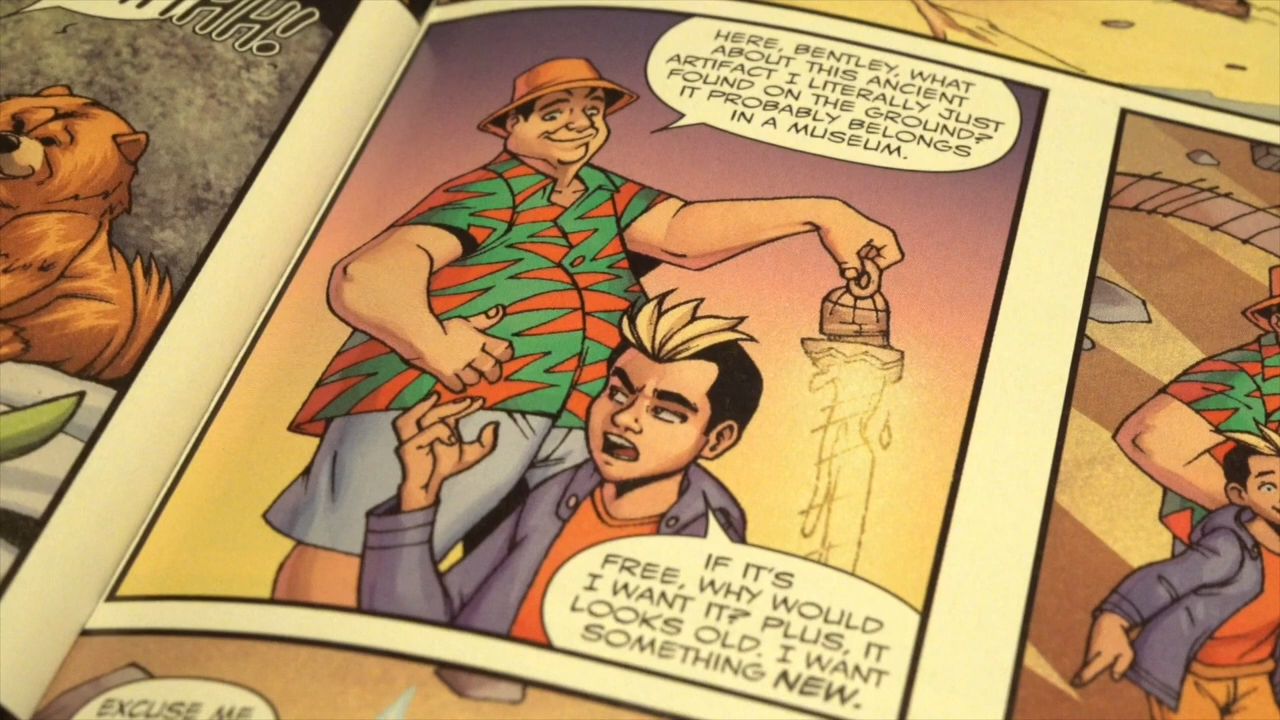 HERE, BENTLEY, WHAT
ABOUT THIS ANCIENT
ARTIFACT I LITERALLY JUST
FOUND ON THE GROUND?
IT PROBABLY BELONGS
IN A MUSEUM.
IF IT'S
FREE, WHY WOULD
I WANT IT? PLUS, IT
LOOKS OLD. I WANT
SOMETHING NEW.
EXCUSE ME